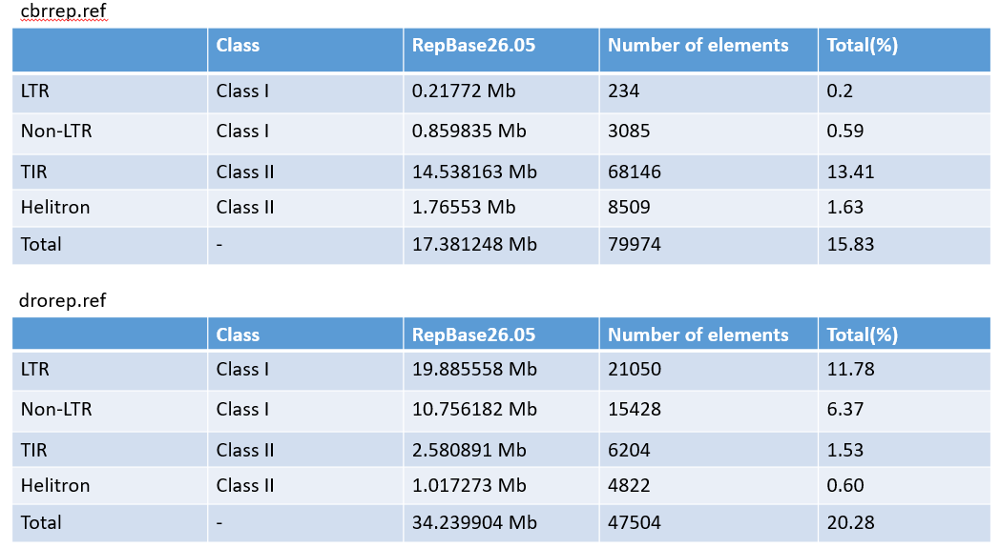 cbrrep.ref
Class RepBase26.05 Number of elements Total(%)
LTR Class I 0.21772 Mb 234 0.2
Non-LTR Class I 0.859835 Mb 3085 0.59
TIR Class II 14.538163 Mb 68146 13.41
Helitron Class II 1.76553 Mb 8509 1.63
Total - 17.381248 Mb 79974 15.83
drorep.ref
Class RepBase26.05 Number of elements Total(%)
LTR Class I 19.885558 Mb 21050 11.78
Non-LTR Class I 10.756182 Mb 15428 6.37
TIR Class II 2.580891 Mb 6204 1.53
Helitron Class II 1.017273 Mb 4822 0.60
Total - 34.239904 Mb 47504 20.28